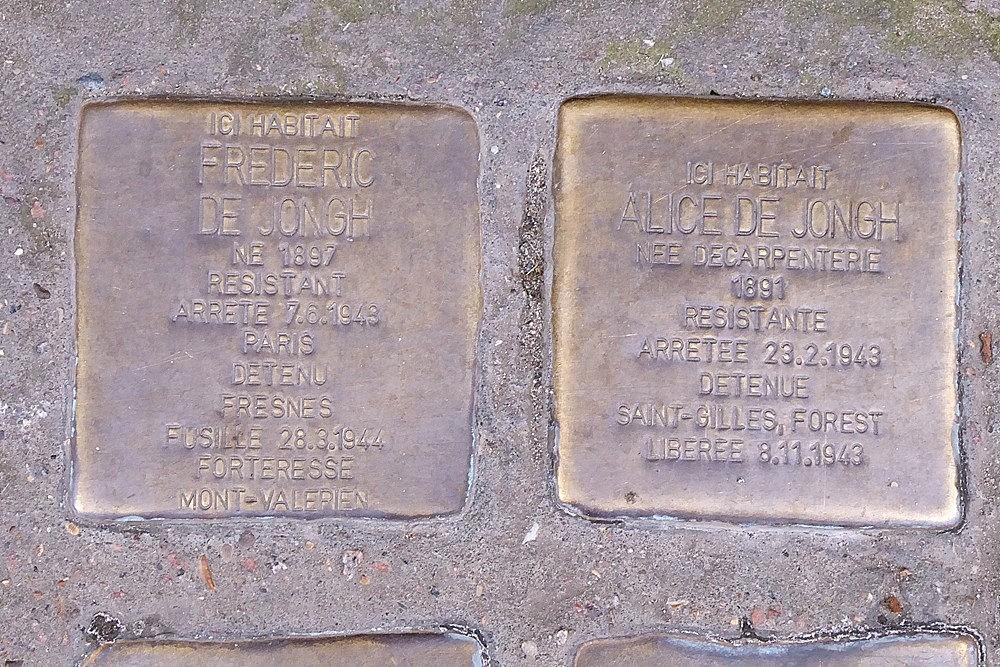 ICI HABITAIT
FREDERIC
DE JONGH
NE 1897
RESISTANT
ARRETE 7.6.1943
PARIS
DETENU
FRESNES
FUSILLE 28.3.1944
FORTERESSE
MONT-VALERIEN
ICI HABITAIT
ALICE DE JONGH
NEE DECARPENTERIE
1891
RESISTANTE
ARRETEE 23.2.1943
DETENUE
SAINT-GILLES, FOREST
LIBEREE 8.11.1943